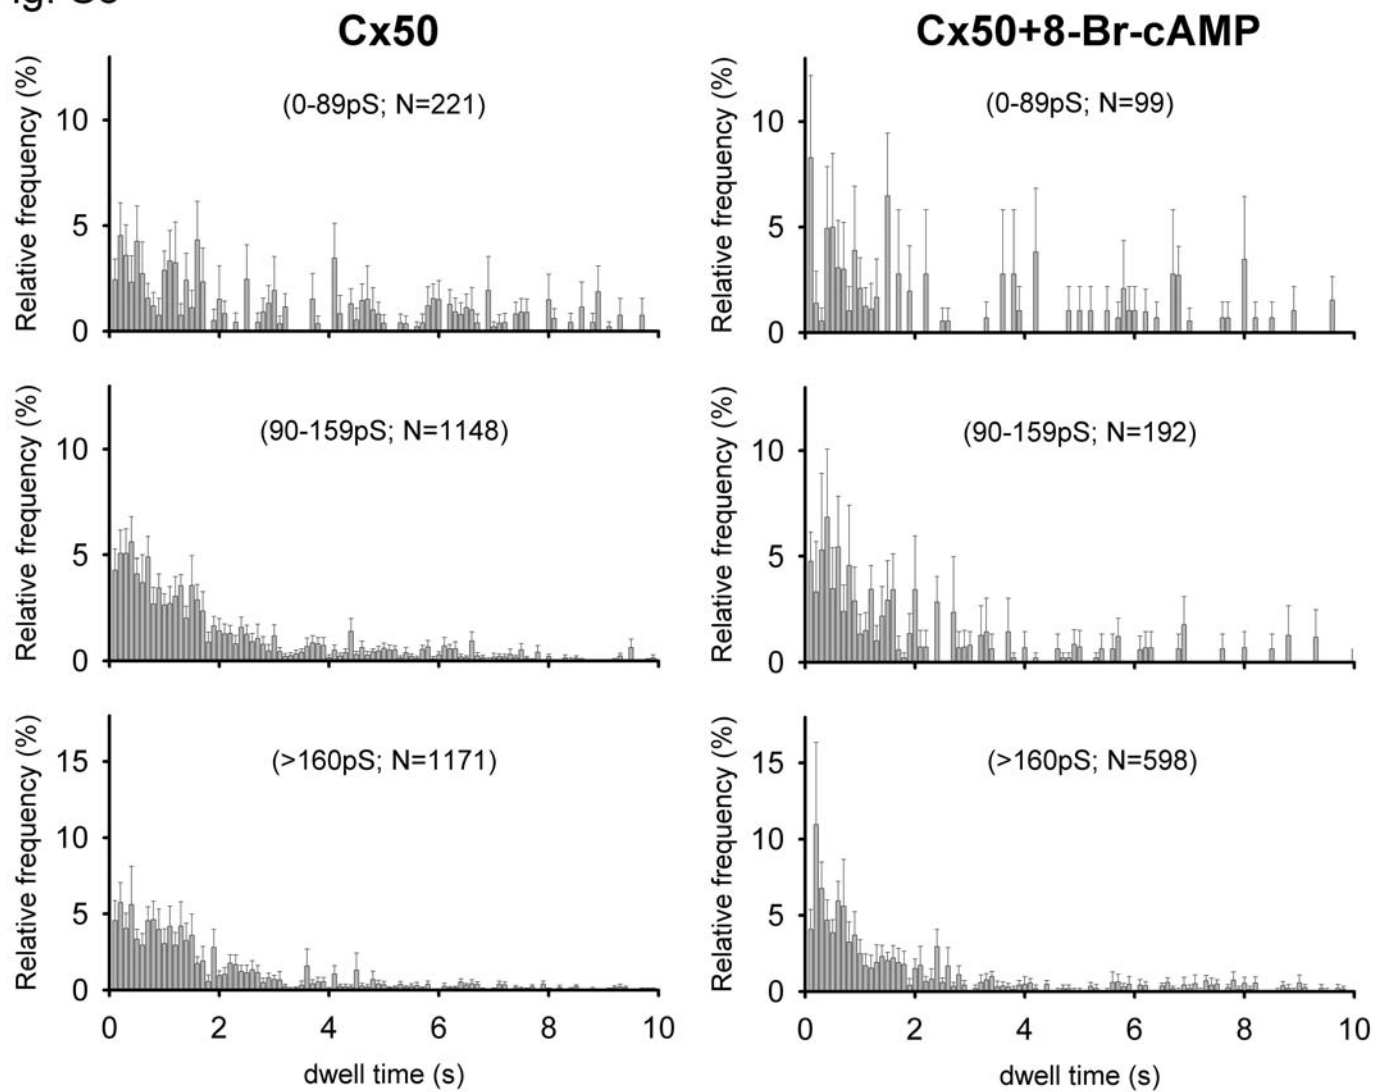 Cx50
Cx50+8-Br-cAMP
Relative frequency (%)
10
5
0
(0-89pS; N=221)
Relative frequency (%)
10
5
0
(0-89pS; N=99)
Relative frequency (%)
10
5
0
(90-159pS; N=1148)
Relative frequency (%)
10
5
0
(90-159pS; N=192)
Relative frequency (%)
15
10
5
0
(>160pS; N=1171)
0 2 4 6 8 10
dwell time (s)
Relative frequency (%)
15
10
5
0
(>160pS; N=598)
0 2 4 6 8 10
dwell time (s)